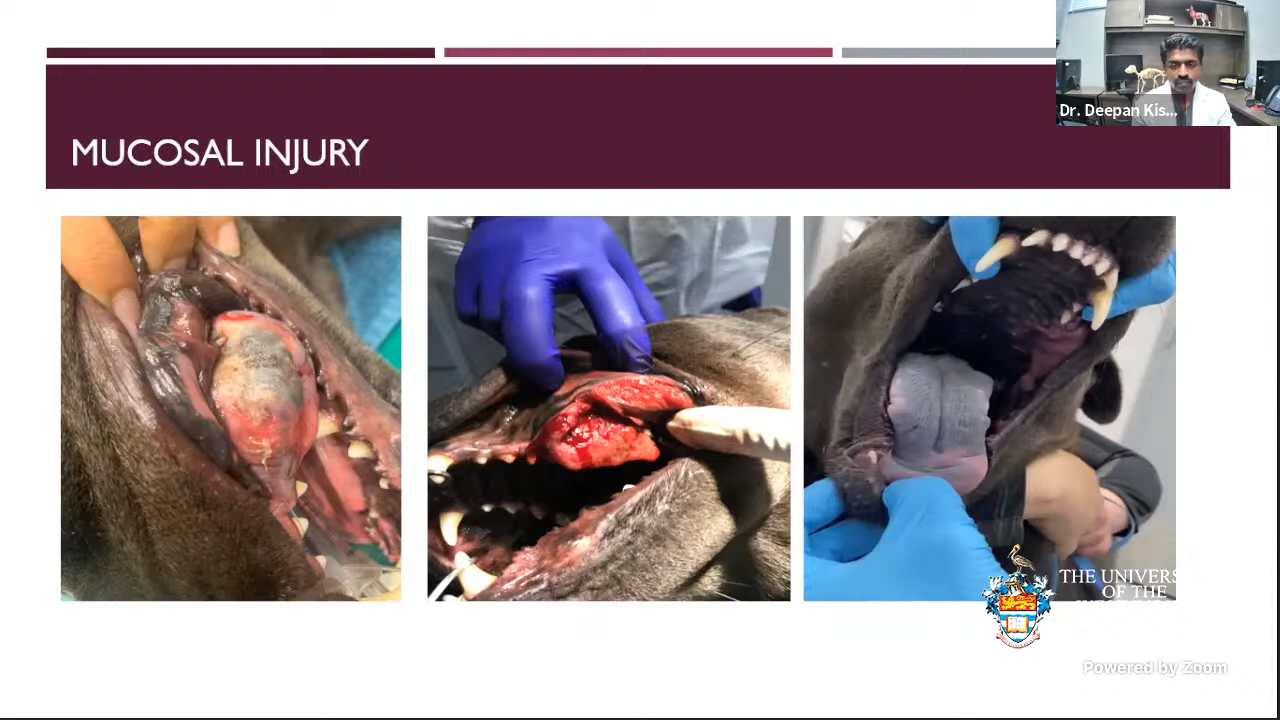 Dr. Deepan Kis...
MUCOSAL INJURY
THE UNIVERS
OF THE
Powered by Zoom